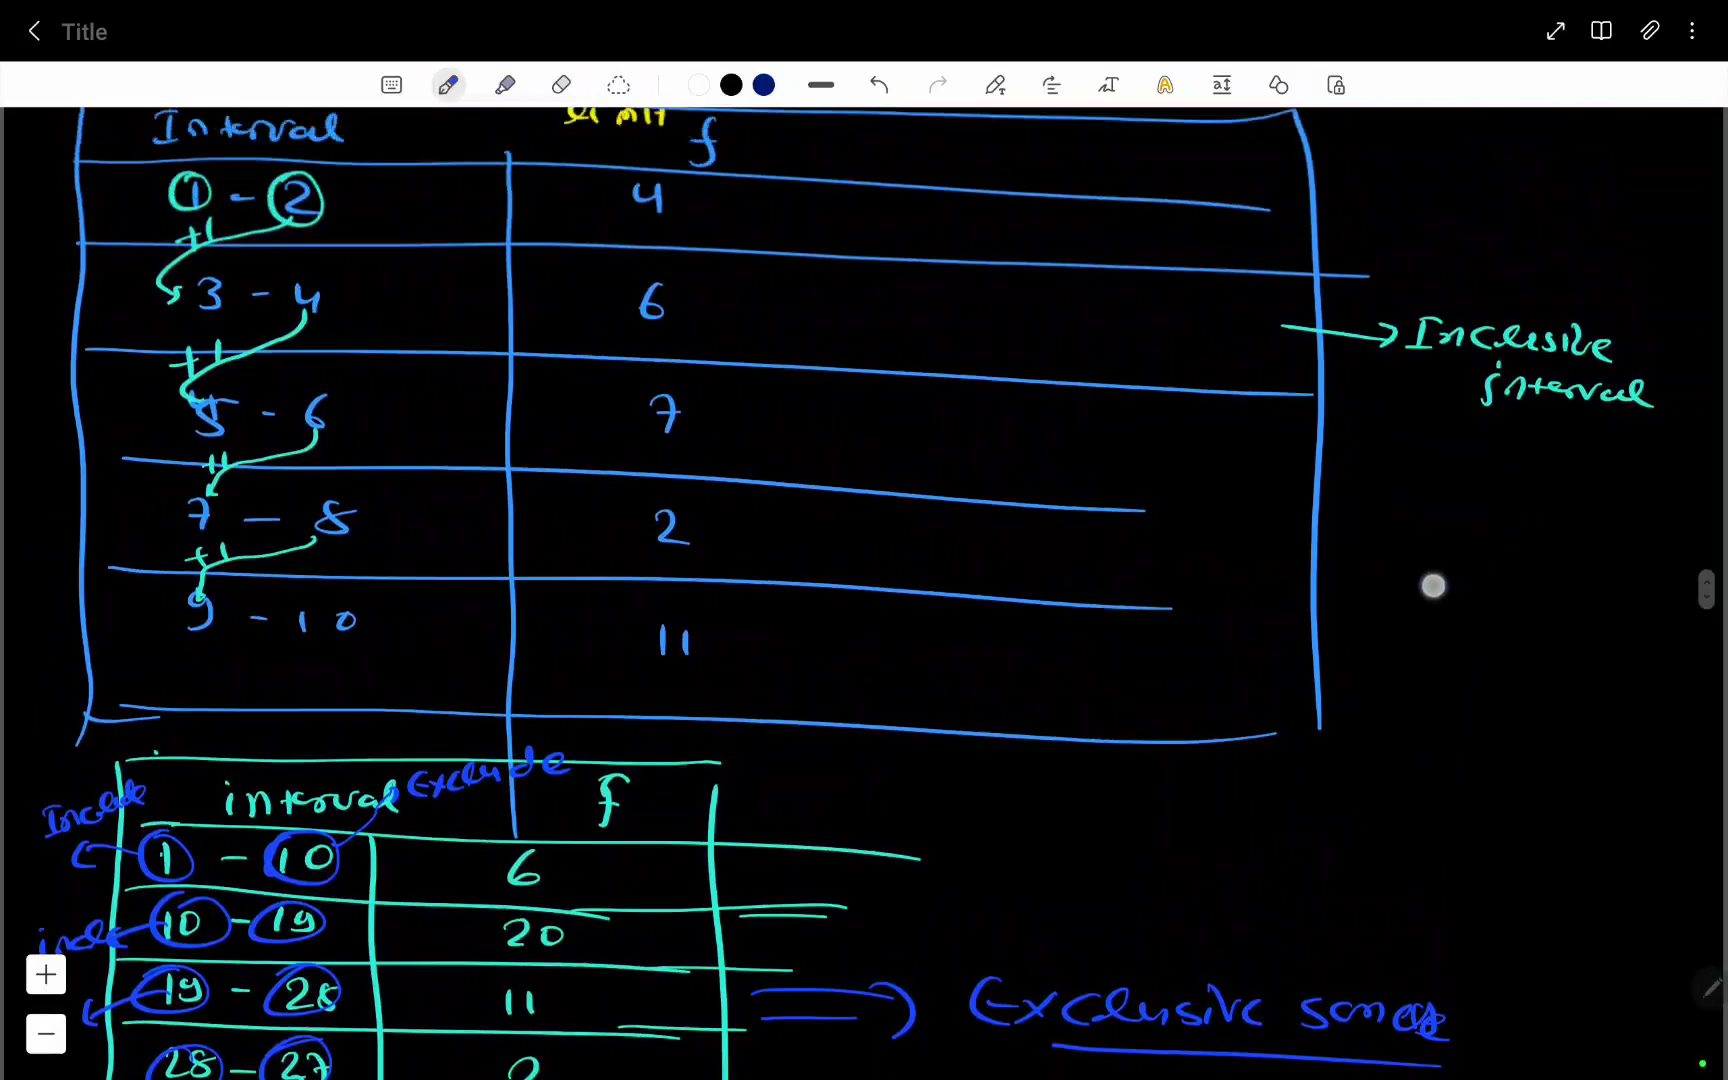 Title
Interval f
1 - 2 4
+1
3 - 4 6
+1
5 - 6 7
+1
7 - 8 2
+1
9 - 10 11
Inclusive
interval
interval f
Exclude
1 - 10 6
10 - 19 20
19 - 28 11
28 - 27
Exclusive